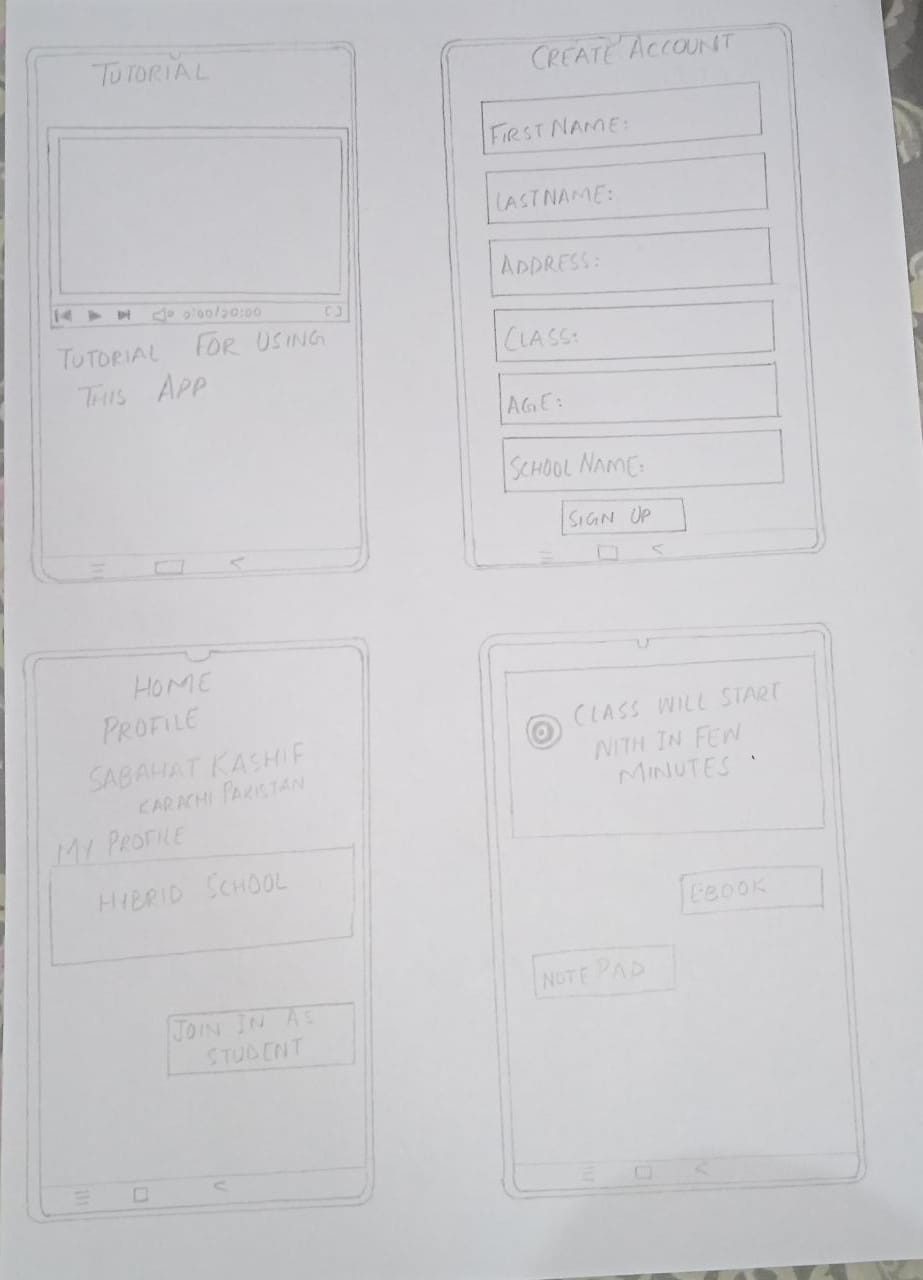 TUTORIAL
0:00/20:00
TUTORIAL FOR USING
THIS APP
CREATE ACCOUNT
FIRST NAME:
LASTNAME:
ADDRESS:
CLASS:
AGE:
SCHOOL NAME:
SIGN UP
HOME
PROFILE
SABAHAT KASHIF
KARACHI PAKISTAN
MY PROFILE
HYBRID SCHOOL
JOIN IN AS
STUDENT
CLASS WILL START
WITH IN FEW
MINUTES
EBOOK
NOTE PAD